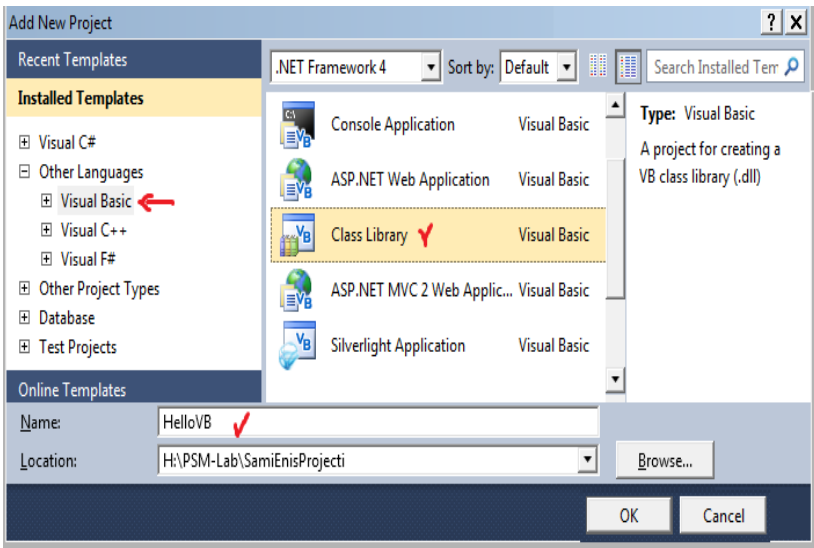 Add New Project
Recent Templates
Installed Templates
Visual C#
Other Languages
Visual Basic
Visual C++
Visual F#
Other Project Types
Database
Test Projects
Online Templates
.NET Framework 4 Sort by: Default Search Installed Tem
Console Application Visual Basic
ASP.NET Web Application Visual Basic
Class Library Visual Basic
ASP.NET MVC 2 Web Applic... Visual Basic
Silverlight Application Visual Basic
Type: Visual Basic
A project for creating a
VB class library (.dll)
Name: HelloVB
Location: H:\PSM-Lab\SamiEnisProjecti
Browse...
OK Cancel